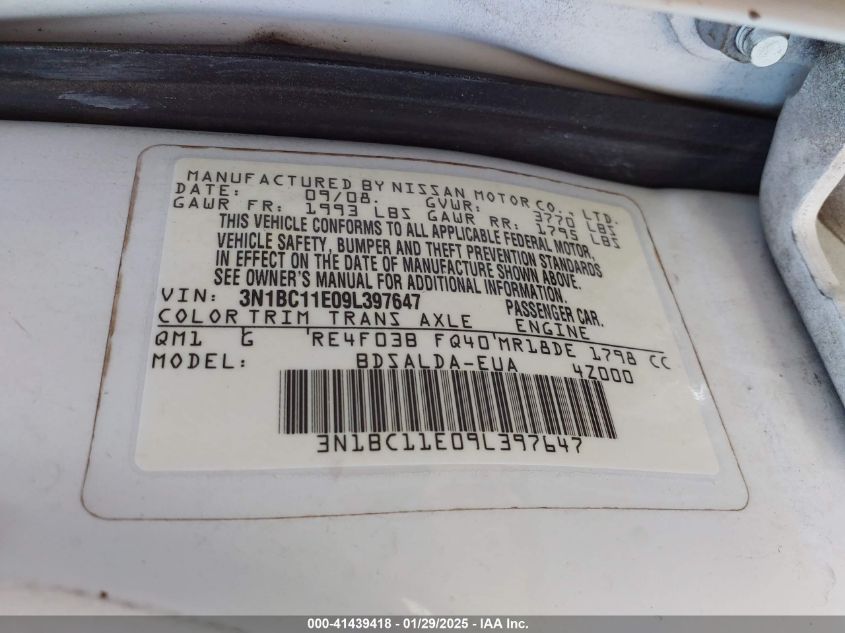 MANUFACTURED BY NISSAN MOTOR CO., LTD.
DATE: 09/08. GVWR: 3770 LBS
GAWR FR: 1993 LBS GAWR RR: 1795 LBS
THIS VEHICLE CONFORMS TO ALL APPLICABLE FEDERAL MOTOR,
VEHICLE SAFETY, BUMPER AND THEFT PREVENTION STANDARDS
IN EFFECT ON THE DATE OF MANUFACTURE SHOWN ABOVE.
SEE OWNER'S MANUAL FOR ADDITIONAL INFORMATION.
VIN: 3N1BC11E09L397647 PASSENGER CAR.
COLOR TRIM TRANS AXLE ENGINE
QM1 G 'RE4F03B FQ40'MR18DE 1798 CC
MODEL: BDSALDA-EUA 4Z000
3N1BC11E09L397647
000-41439418 - 01/29/2025 - IAA Inc.